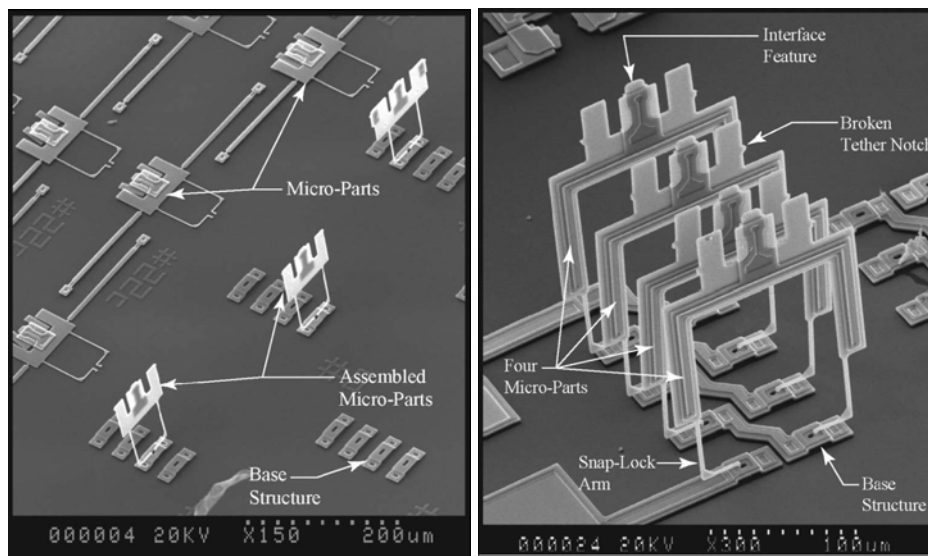 Micro-Parts
Assembled
Micro-Parts
Base
Structure
000004 20KV X150 200um
Interface
Feature
Broken
Tether Notch
Four
Micro-Parts
Snap-Lock
Arm
Base
Structure
000024 20KV X300 100um